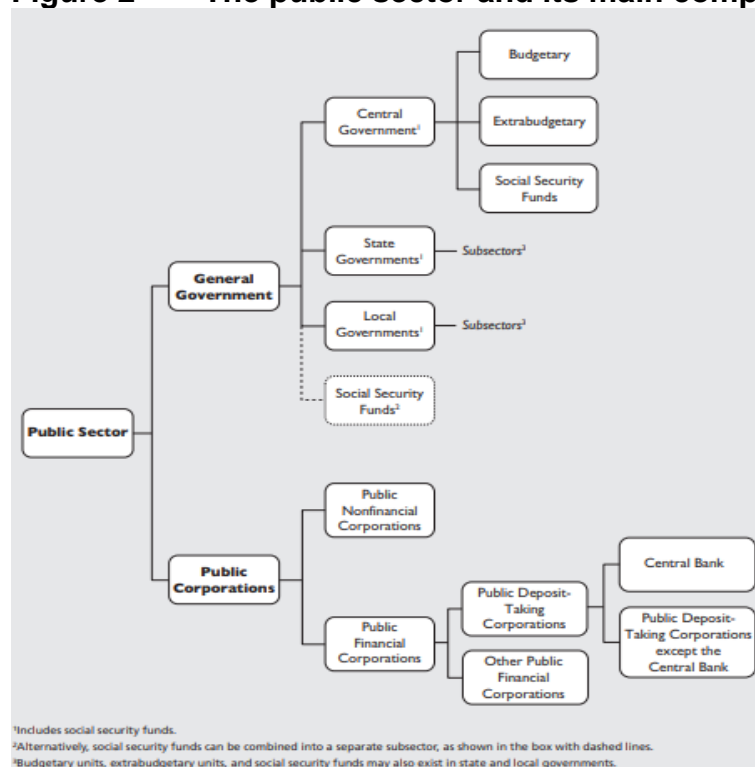 Figure 2 The public sector and its main comp
Budgetary
Central
Government¹
Extrabudgetary
Social Security
Funds
State
Governments¹
Subsectors³
General
Government
Local
Governments¹
Subsectors³
Social Security
Funds²
Public Sector
Public
Nonfinancial
Corporations
Public
Corporations
Central Bank
Public Deposit-
Taking
Corporations
Public Deposit-
Taking Corporations
except the
Central Bank
Public
Financial
Corporations
Other Public
Financial
Corporations
¹Includes social security funds.
²Alternatively, social security funds can be combined into a separate subsector, as shown in the box with dashed lines.
³Budgetary units, extrabudgetary units, and social security funds may also exist in state and local governments.